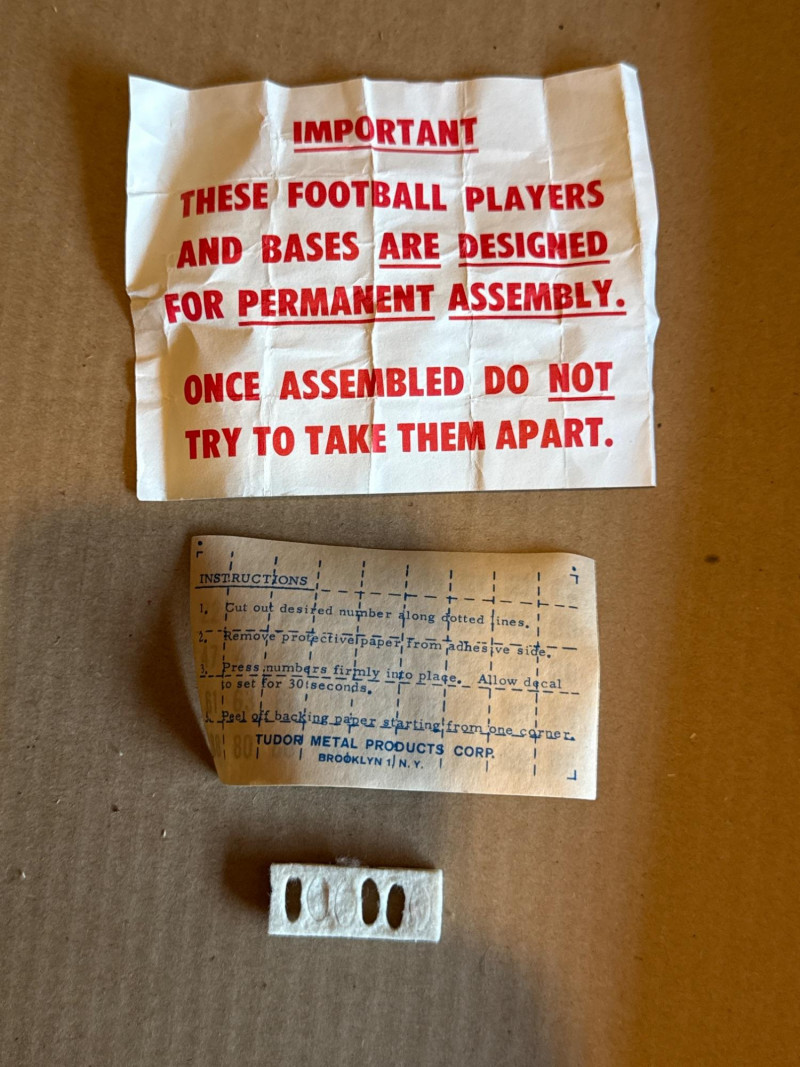 IMPORTANT
THESE FOOTBALL PLAYERS
AND BASES ARE DESIGNED
FOR PERMANENT ASSEMBLY.
ONCE ASSEMBLED DO NOT
TRY TO TAKE THEM APART.
INSTRUCTIONS
1. Cut out desired number along dotted lines.
2. Remove protective paper from adhesive side.
3. Press numbers firmly into place. Allow decal
to set for 30 seconds.
Peel off backing paper starting from one corner.
80 TUDOR METAL PRODUCTS CORP.
BROOKLYN 1, N. Y.